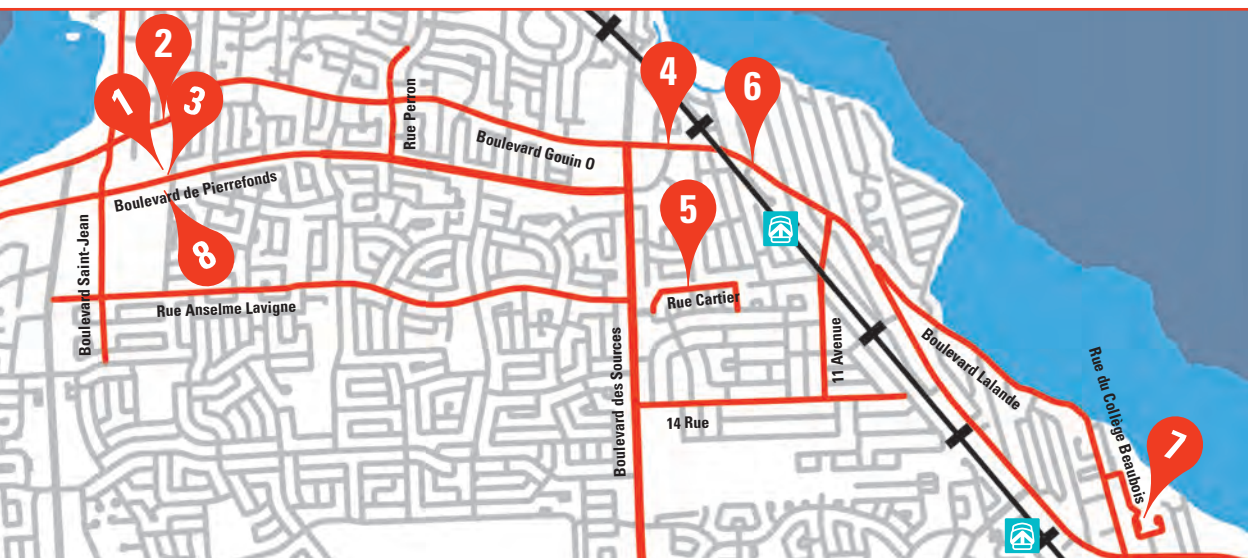 2
1
3
4
6
Rue Perron
Boulevard Gouin O
Boulevard de Pierrefonds
5
8
Boulevard Saint-Jean
Rue Anselme Lavigne
Rue Cartier
11 Avenue
Boulevard des Sources
Boulevard Lalande
14 Rue
Rue du Collège Beaubois
7